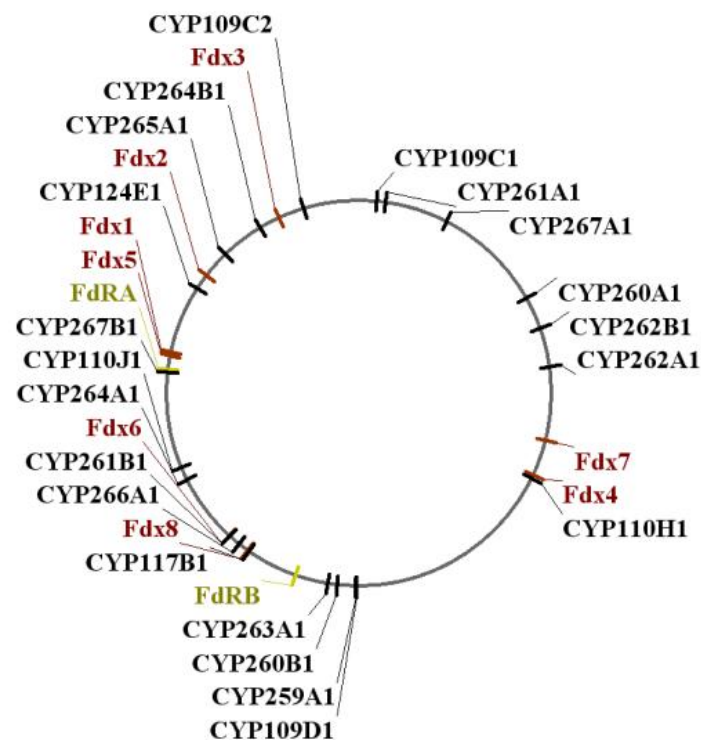 CYP109C2
Fdx3
CYP264B1
CYP265A1
Fdx2
CYP124E1
Fdx1
Fdx5
FdRA
CYP267B1
CYP110J1
CYP264A1
Fdx6
CYP261B1
CYP266A1
Fdx8
CYP117B1
FdRB
CYP263A1
CYP260B1
CYP259A1
CYP109D1
CYP109C1
CYP261A1
CYP267A1
CYP260A1
CYP262B1
CYP262A1
Fdx7
Fdx4
CYP110H1